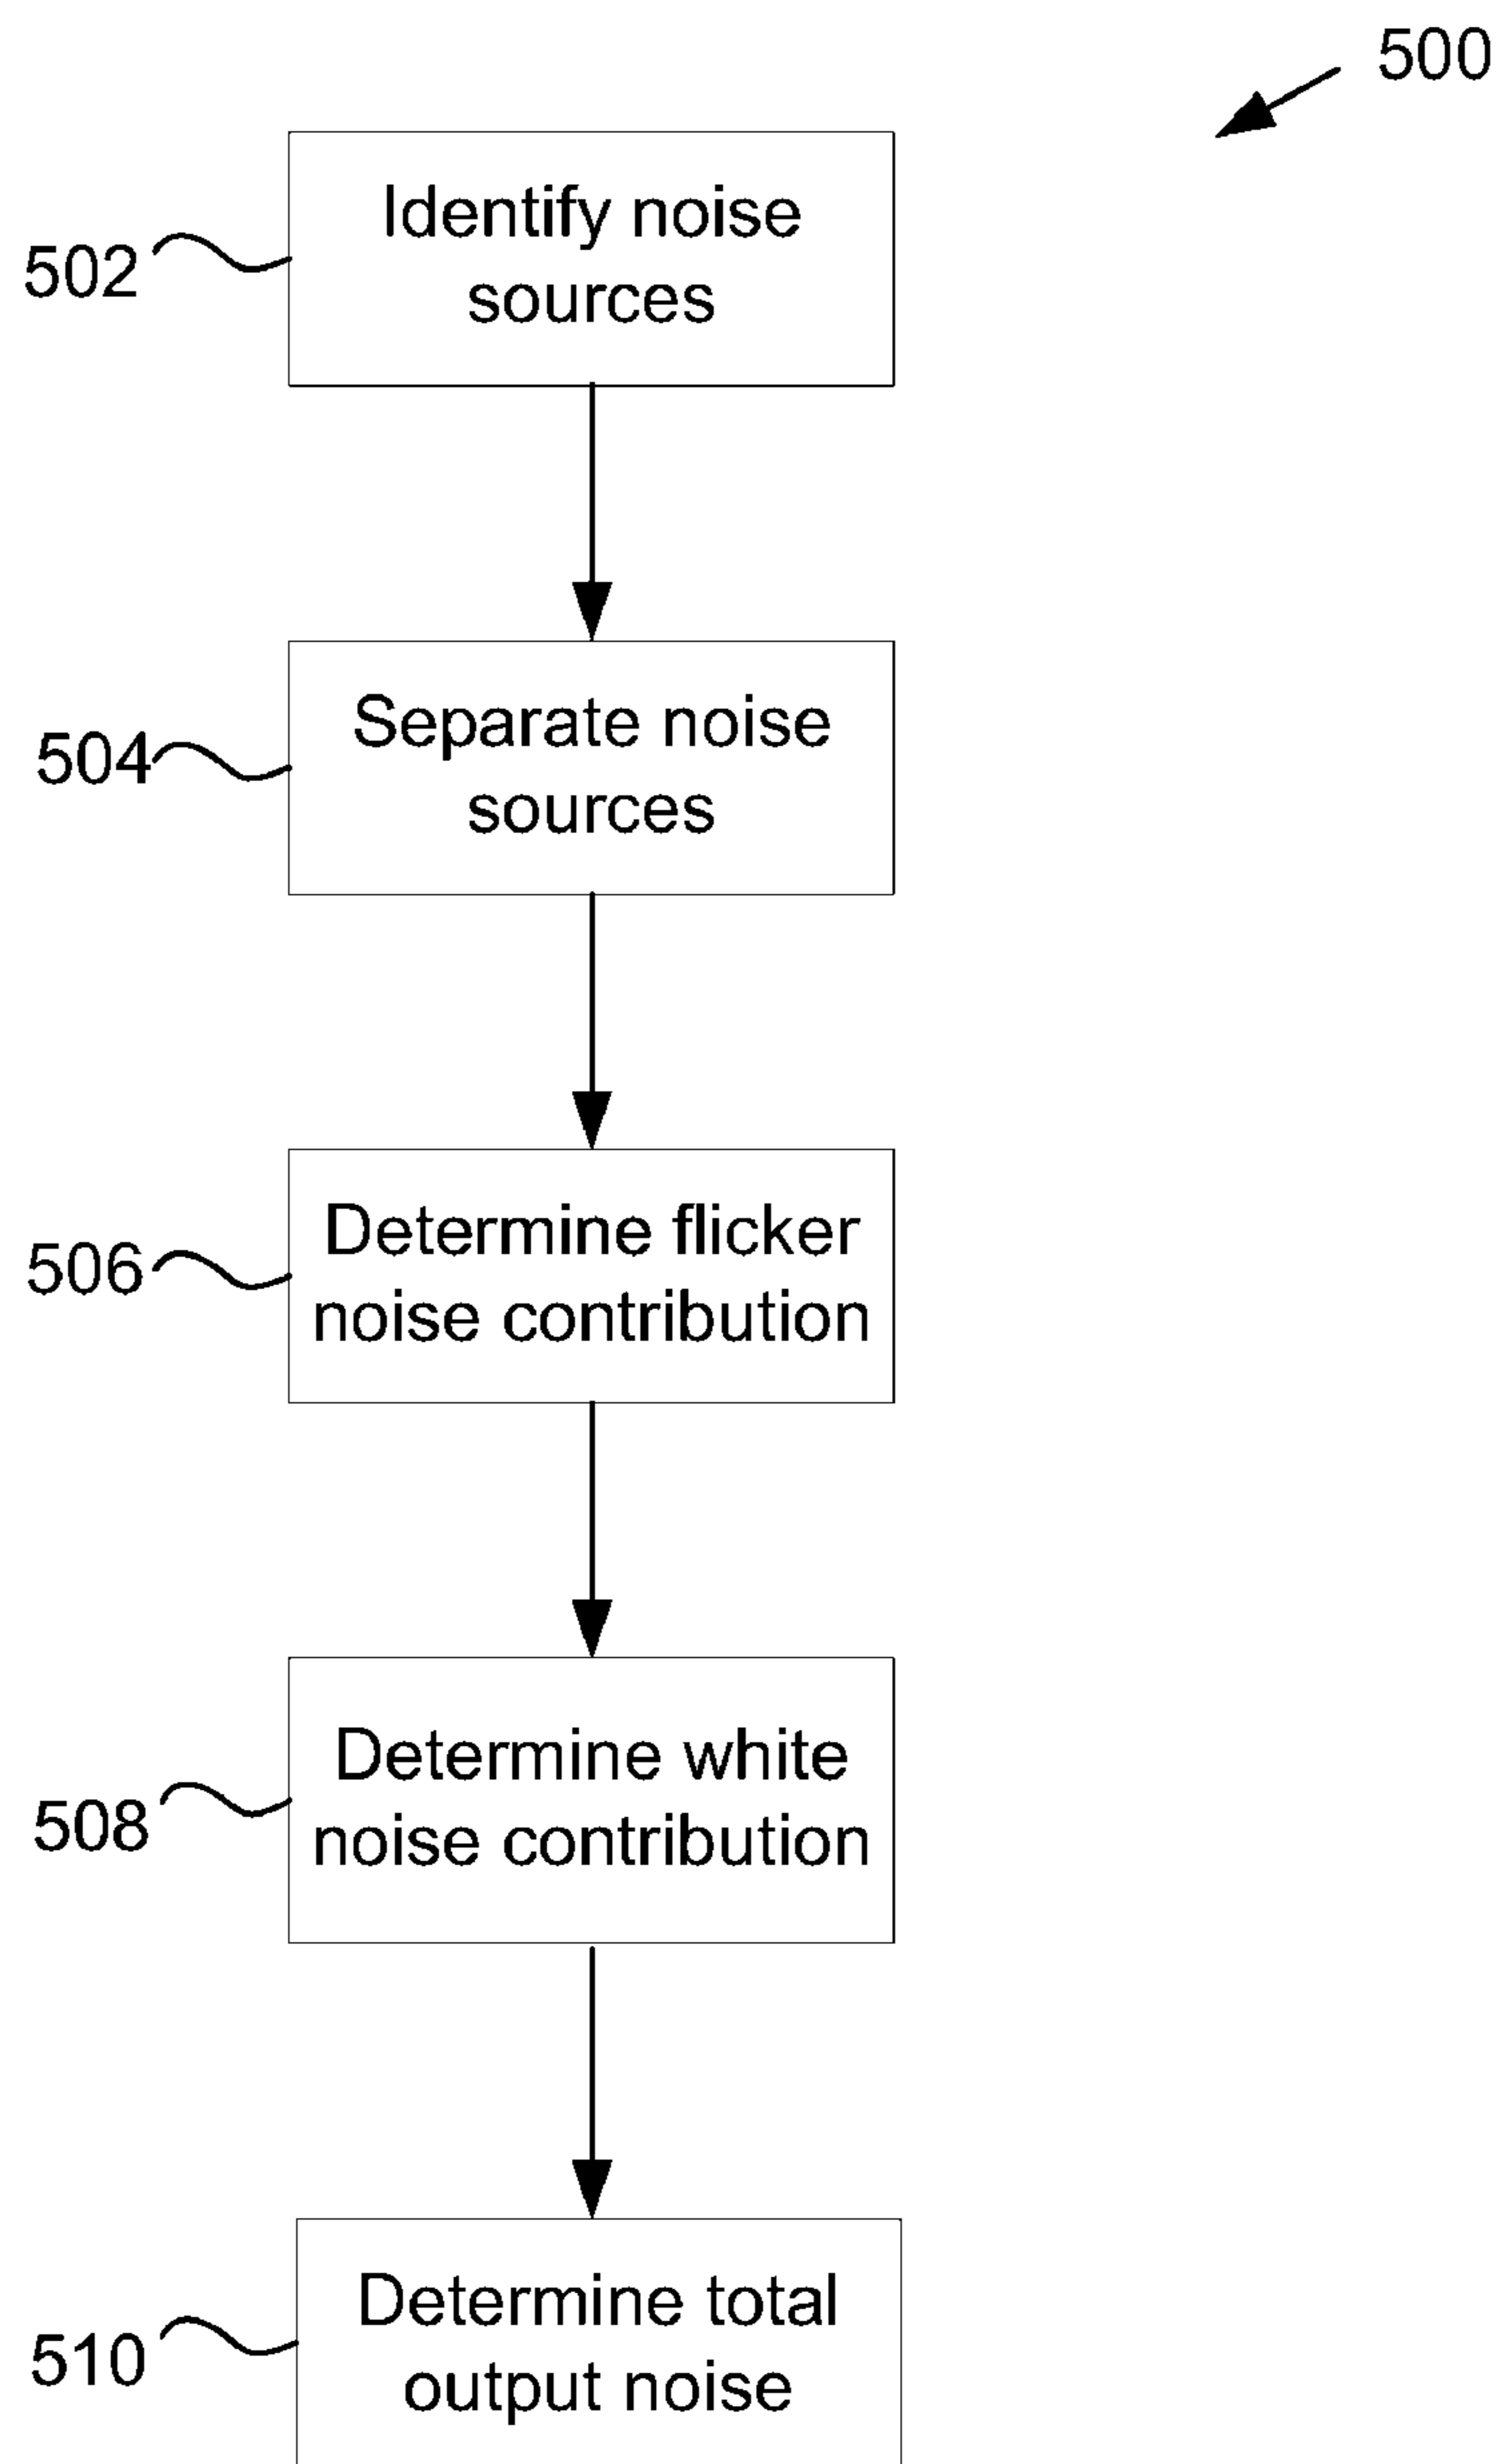 500
Identify noise
sources
502
Separate noise
sources
504
Determine flicker
noise contribution
506
Determine white
noise contribution
508
Determine total
output noise
510